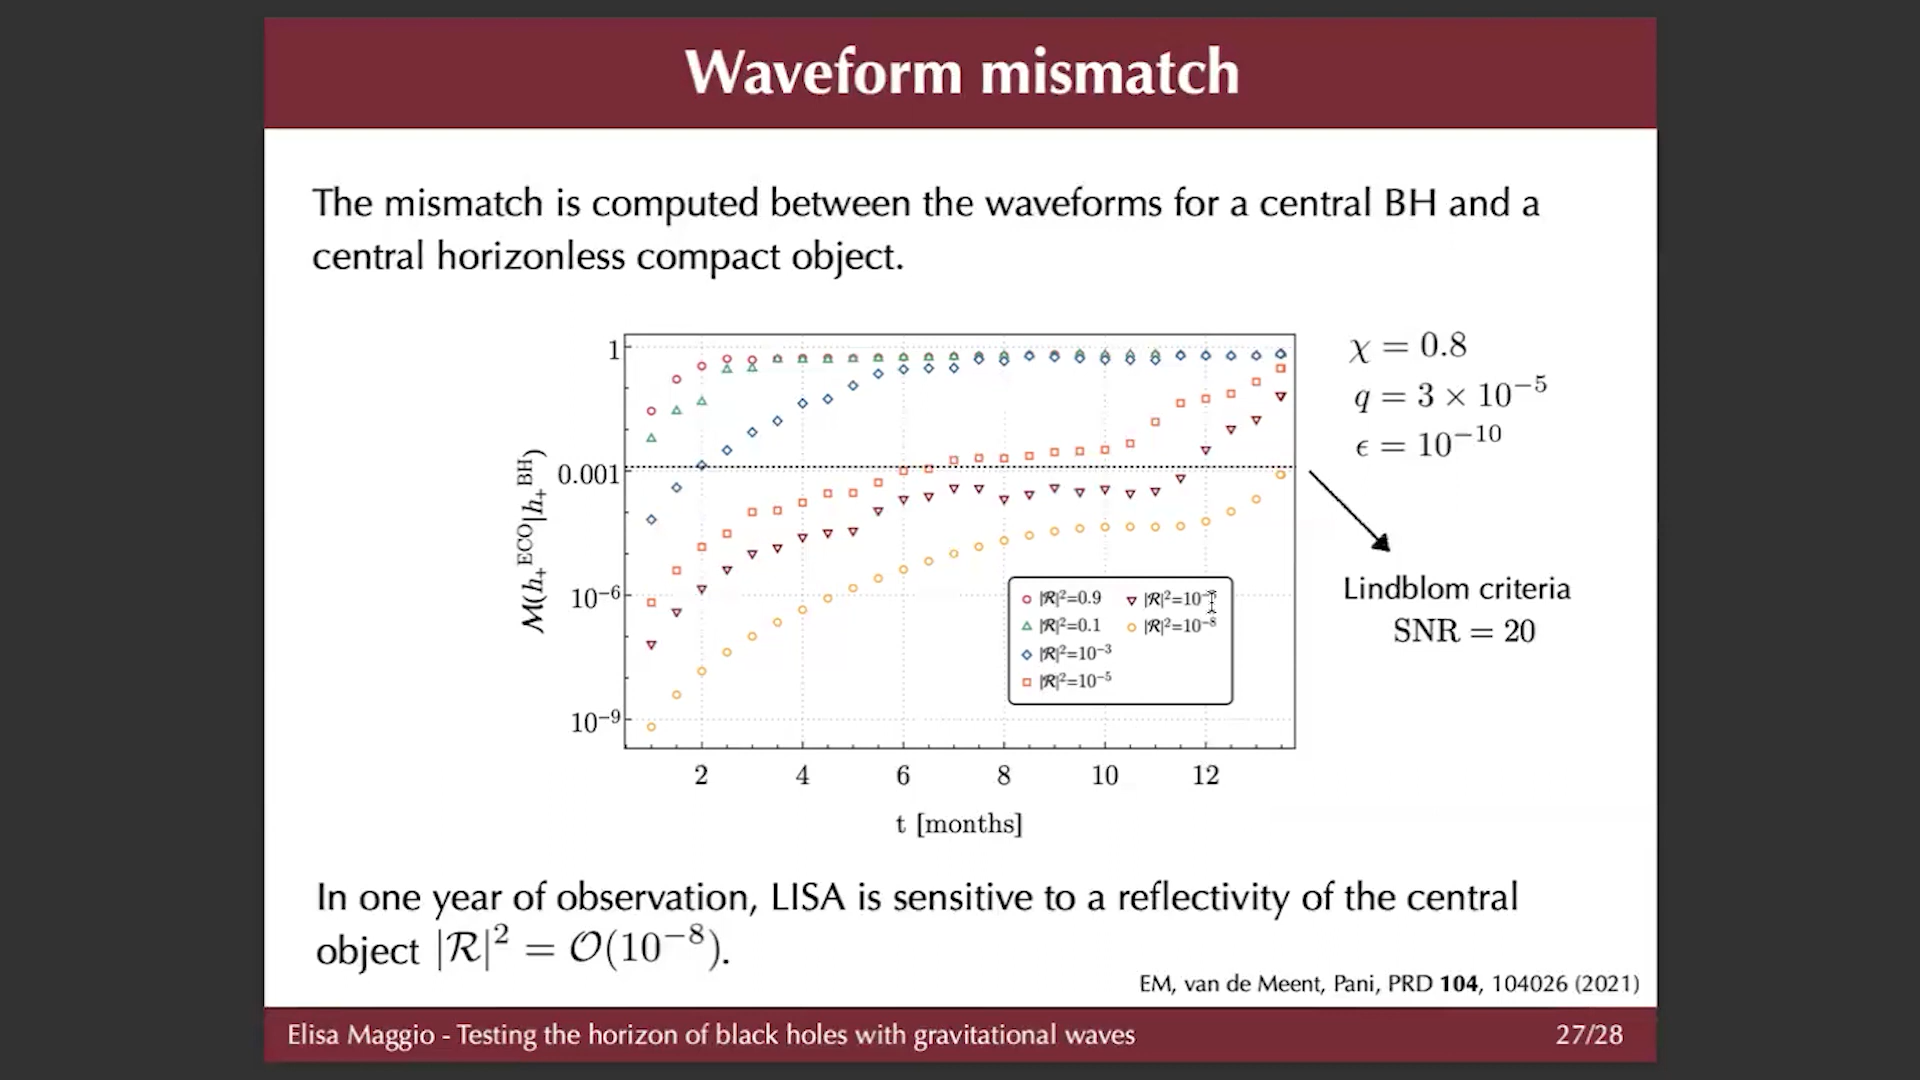 Waveform mismatch
The mismatch is computed between the waveforms for a central BH and a
central horizonless compact object.
ℳ(h₊^ECO|h₊^BH)
1
0.001
10⁻⁶
10⁻⁹
2 4 6 8 10 12
t [months]
|ℛ|²=0.9
|ℛ|²=0.1
|ℛ|²=10⁻³
|ℛ|²=10⁻⁵
|ℛ|²=10
|ℛ|²=10⁻⁸
χ = 0.8
q = 3 × 10⁻⁵
ϵ = 10⁻¹⁰
Lindblom criteria
SNR = 20
In one year of observation, LISA is sensitive to a reflectivity of the central
object |ℛ|² = 𝒪(10⁻⁸).
EM, van de Meent, Pani, PRD 104, 104026 (2021)
Elisa Maggio - Testing the horizon of black holes with gravitational waves 27/28